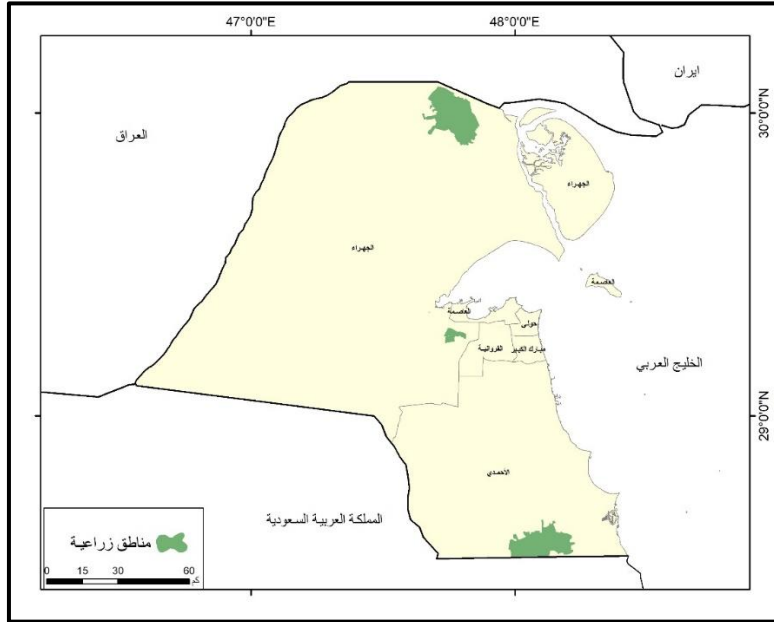 47°0'0"E
48°0'0"E
ايران
30°0'0"N
العراق
الجهراء
الجهراء
العاصمة
العاصمة
حولي
الفروانية
مبارك الكبير
الخليج العربي
29°0'0"N
الأحمدي
المملكة العربية السعودية
مناطق زراعية
0 15 30 60
كم